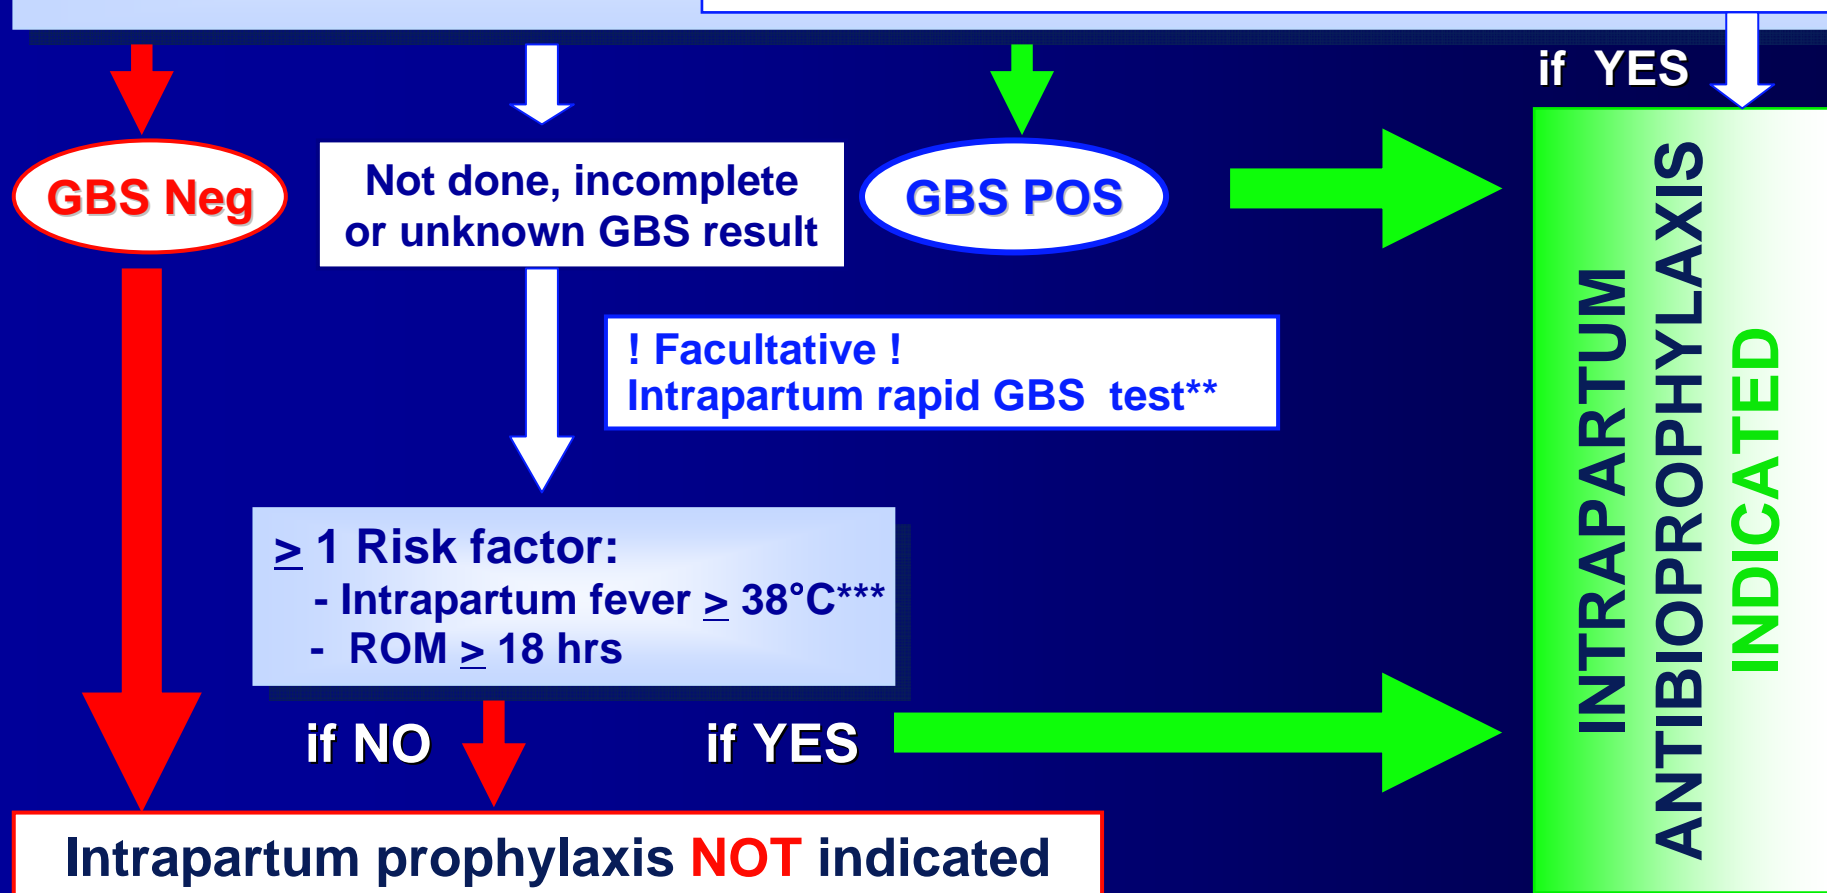 if YES
GBS Neg
Not done, incomplete
or unknown GBS result
GBS POS
! Facultative !
Intrapartum rapid GBS test**
≥ 1 Risk factor:
- Intrapartum fever ≥ 38°C***
- ROM ≥ 18 hrs
if NO
if YES
Intrapartum prophylaxis NOT indicated
INTRAPARTUM
ANTIBIOPROPHYLAXIS
INDICATED